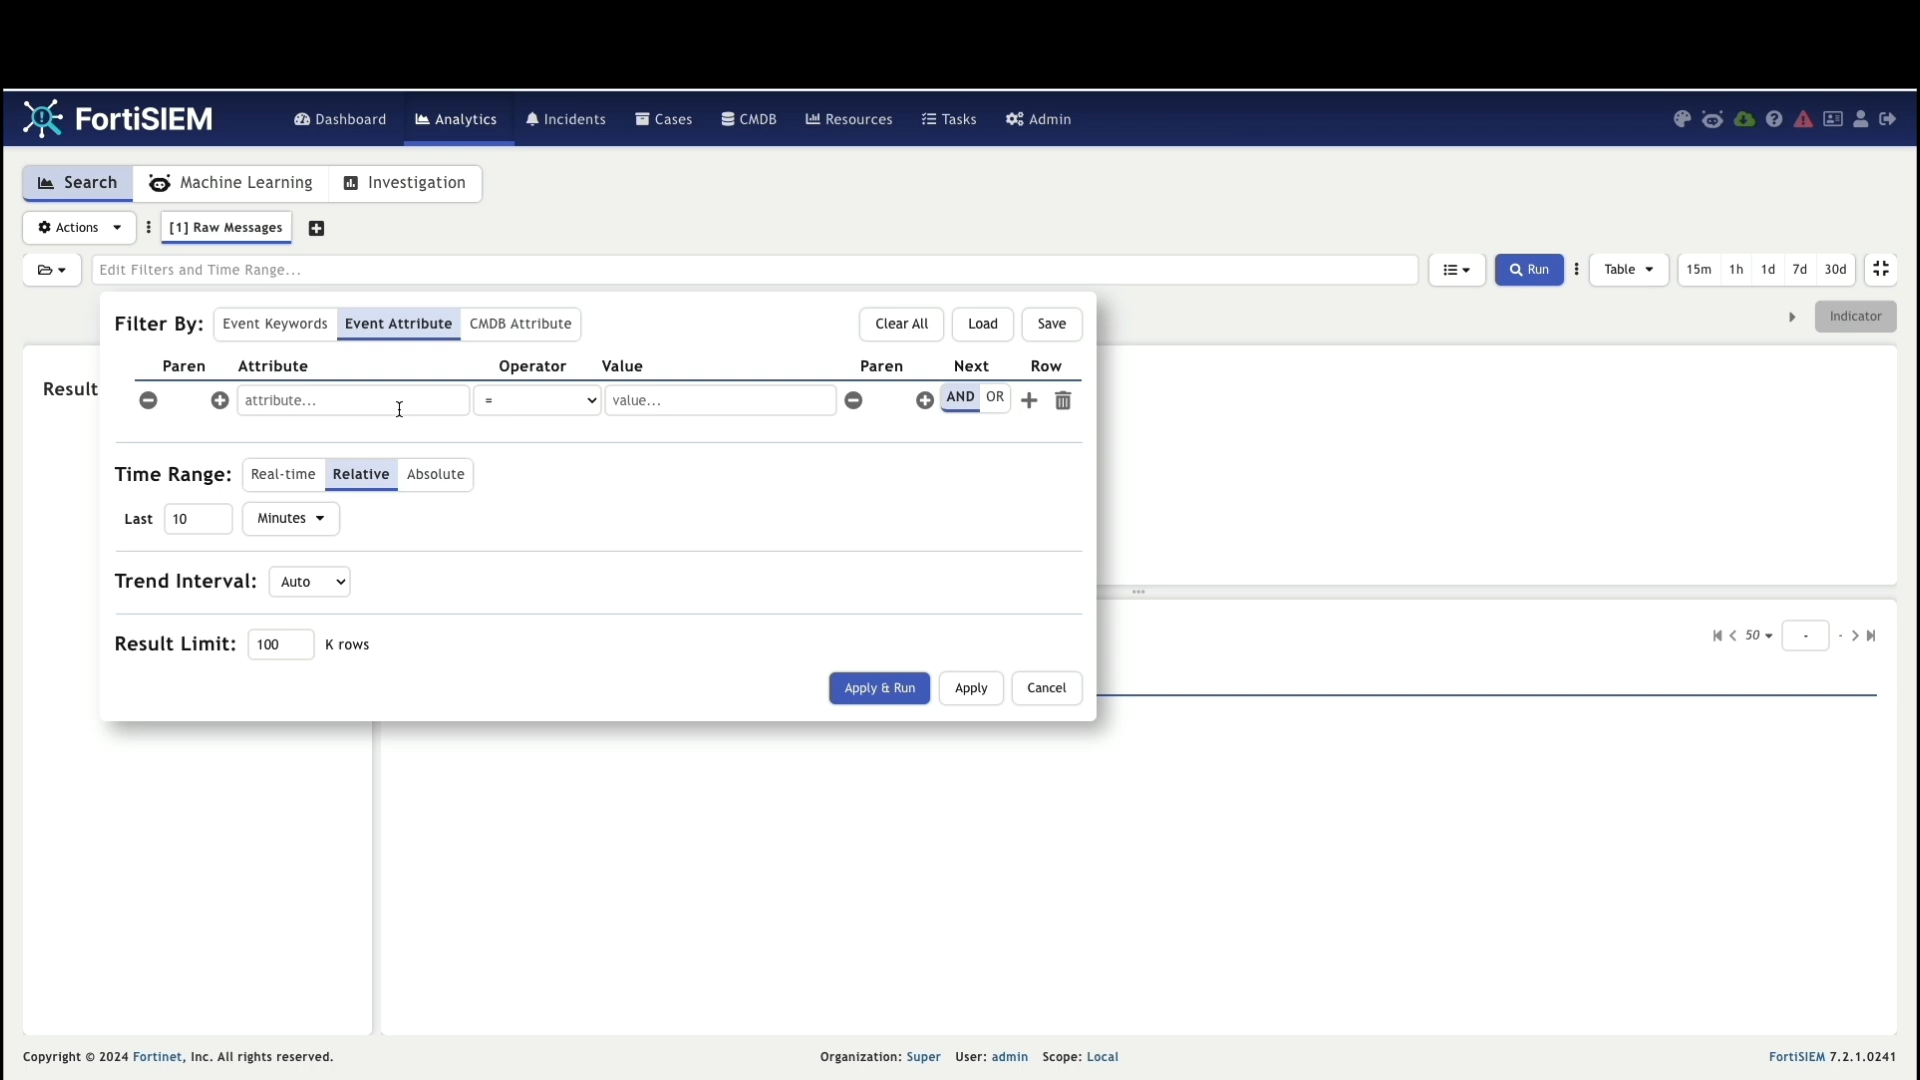 FortiSIEM Dashboard Analytics Incidents Cases CMDB Resources Tasks Admin
Search Machine Learning Investigation
Actions [1] Raw Messages
Edit Filters and Time Range... Run Table 15m 1h 1d 7d 30d
Filter By: Event Keywords Event Attribute CMDB Attribute Clear All Load Save
Indicator
Paren Attribute Operator Value Paren Next Row
Result
attribute... = value... AND OR
Time Range: Real-time Relative Absolute
Last 10 Minutes
Trend Interval: Auto
Result Limit: 100 K rows
50 - -
Apply & Run Apply Cancel
Copyright © 2024 Fortinet, Inc. All rights reserved. Organization: Super User: admin Scope: Local FortiSIEM 7.2.1.0241